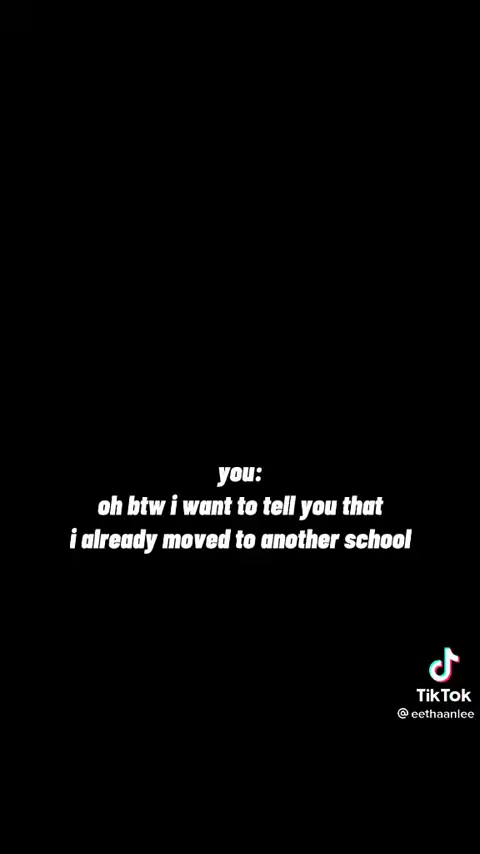 you:
oh btw i want to tell you that
i already moved to another school
TikTok
@eethaanlee